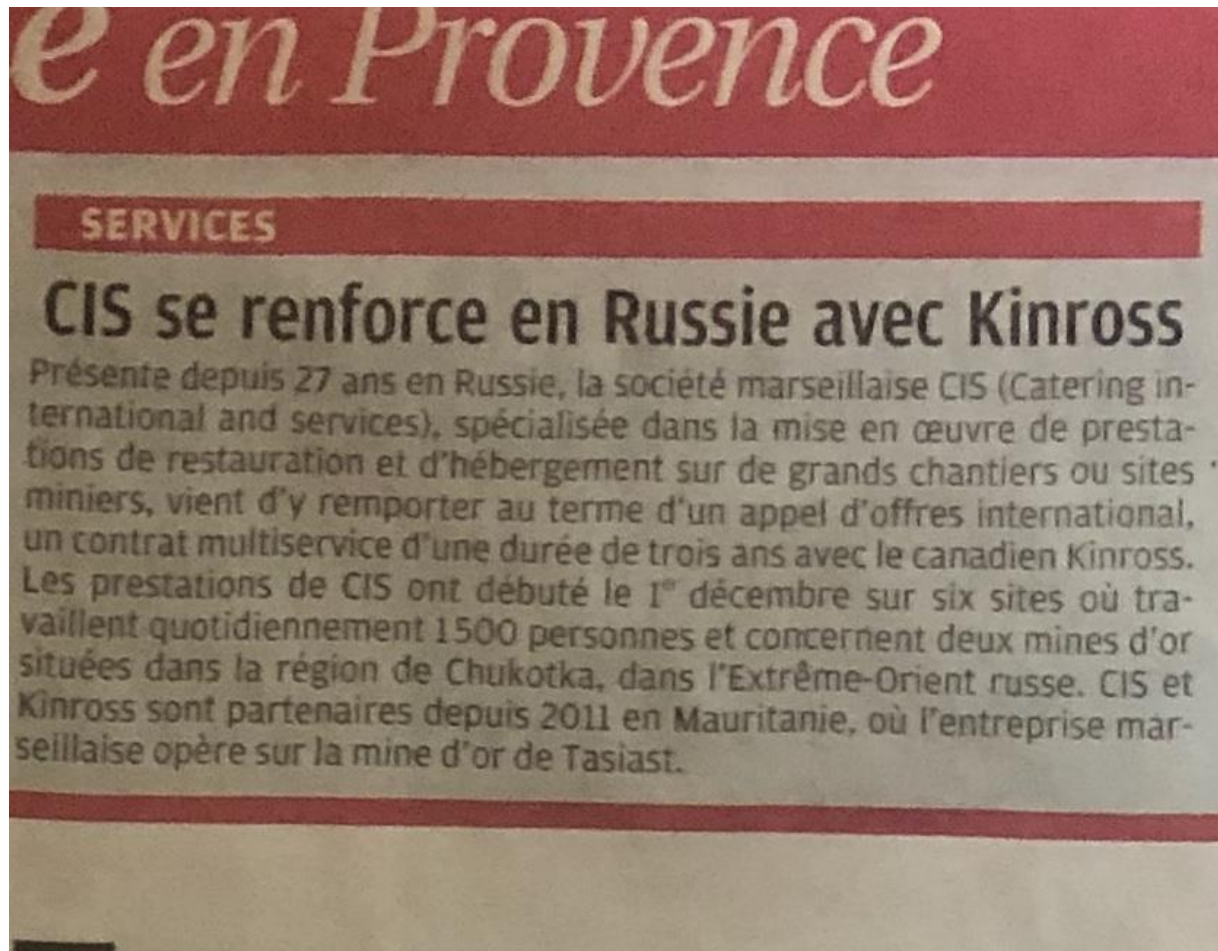 e en Provence
SERVICES
CIS se renforce en Russie avec Kinross
Présente depuis 27 ans en Russie, la société marseillaise CIS (Catering in-
ternational and services), spécialisée dans la mise en œuvre de presta-
tions de restauration et d'hébergement sur de grands chantiers ou sites
miniers, vient d'y remporter au terme d'un appel d'offres international,
un contrat multiservice d'une durée de trois ans avec le canadien Kinross.
Les prestations de CIS ont débuté le 1er décembre sur six sites où tra-
vaillent quotidiennement 1500 personnes et concernent deux mines d'or
situées dans la région de Chukotka, dans l'Extrême-Orient russe. CIS et
Kinross sont partenaires depuis 2011 en Mauritanie, où l'entreprise mar-
seillaise opère sur la mine d'or de Tasiast.